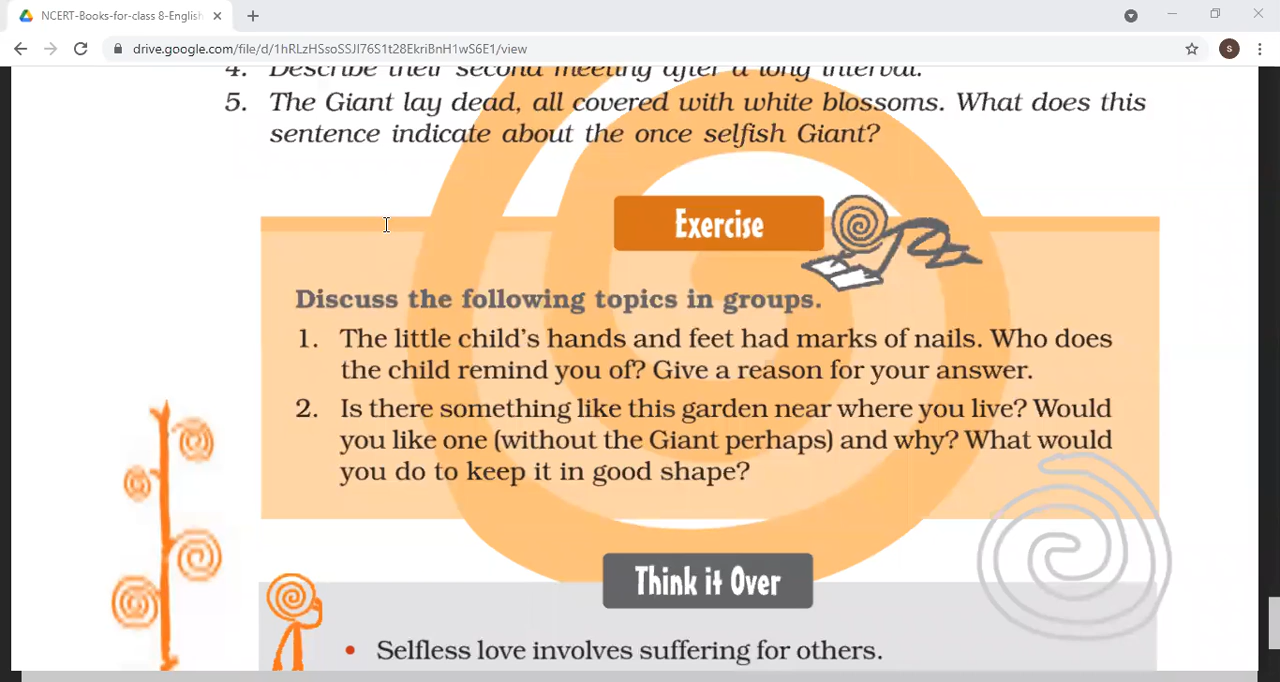 NCERT-Books-for-class 8-English
drive.google.com/file/d/1hRLzHSsoSSJI76S1t28EkriBnH1wS6E1/view
S
4. Describe their second meeting after a long interval.
5. The Giant lay dead, all covered with white blossoms. What does this
sentence indicate about the once selfish Giant?
Exercise
Discuss the following topics in groups.
1. The little child's hands and feet had marks of nails. Who does
the child remind you of? Give a reason for your answer.
2. Is there something like this garden near where you live? Would
you like one (without the Giant perhaps) and why? What would
you do to keep it in good shape?
Think it Over
• Selfless love involves suffering for others.